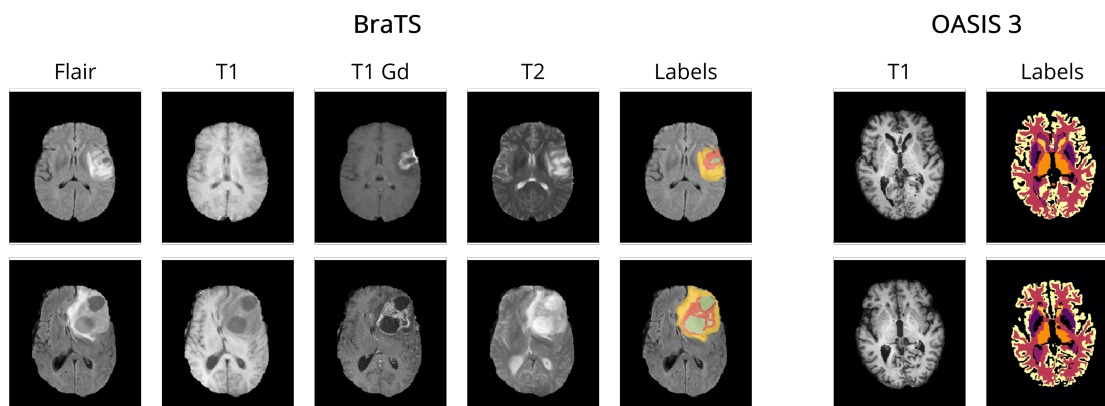 BraTS
OASIS 3
Flair
T1
T1 Gd
T2
Labels
T1
Labels